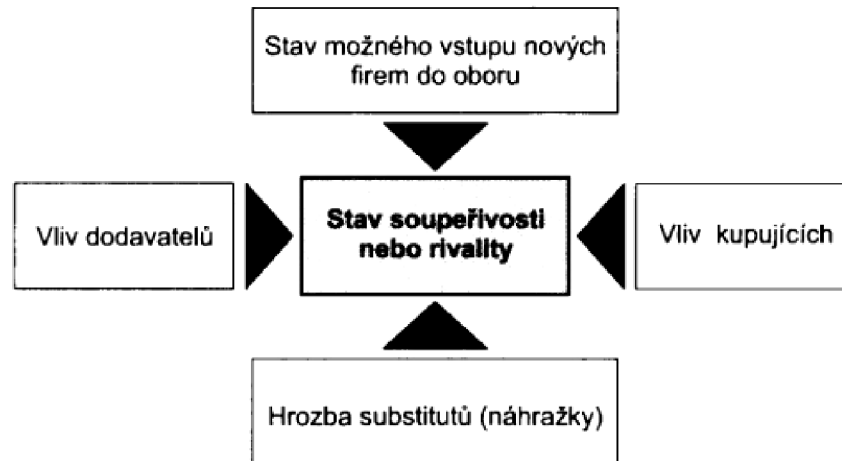 Stav možného vstupu nových
firem do oboru
Vliv dodavatelů
Stav soupeřivosti
nebo rivality
Vliv kupujících
Hrozba substitutů (náhražky)